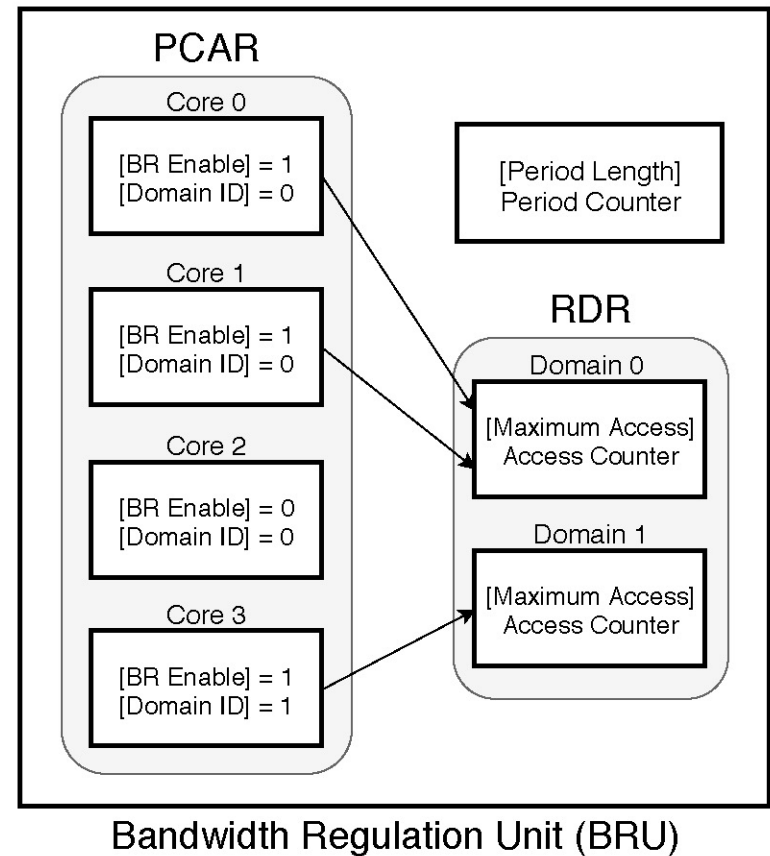 PCAR
Core 0
[BR Enable] = 1
[Domain ID] = 0
Core 1
[BR Enable] = 1
[Domain ID] = 0
Core 2
[BR Enable] = 0
[Domain ID] = 0
Core 3
[BR Enable] = 1
[Domain ID] = 1
[Period Length]
Period Counter
RDR
Domain 0
[Maximum Access]
Access Counter
Domain 1
[Maximum Access]
Access Counter
Bandwidth Regulation Unit (BRU)